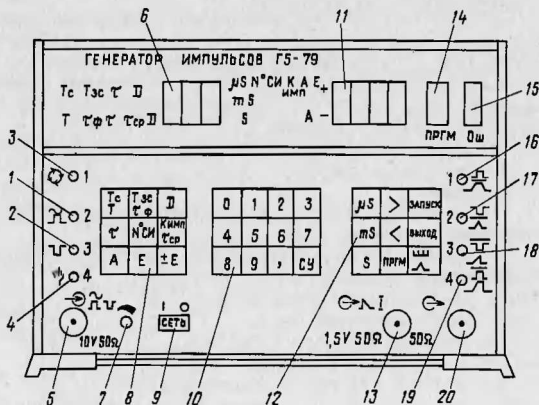 6 11 14
ГЕНЕРАТОР ИМПУЛЬСОВ Г5-79
15
Tc Tзс τ D μS N°СИ К А Е +
mS имп
T τф τ τср D S А −
ПРГМ Ош
3 1 1 16
1 2 2 17
2 3 3 18
4 4 4
Tc Tзс D
T τф
τ N°СИ Кимп
τср
A E ±E
0 1 2 3
4 5 6 7
8 9 , СУ
μS > ЗАПУСК
mS < ВЫХОД
S ПРГМ
I
СЕТЬ
10V 50Ω 1,5V 50Ω 50Ω
5 7 8 9 10 12 13 19 20